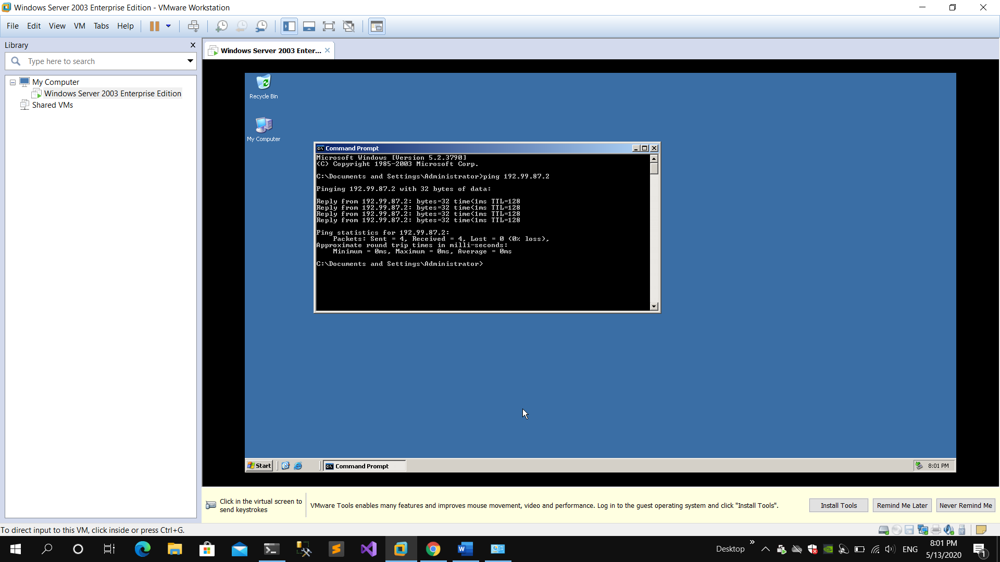 Windows Server 2003 Enterprise Edition - VMware Workstation
File Edit View VM Tabs Help
Library
Type here to search
My Computer
Windows Server 2003 Enterprise Edition
Shared VMs
Windows Server 2003 Enter...
Recycle Bin
My Computer
Command Prompt
Microsoft Windows [Version 5.2.3790]
(C) Copyright 1985-2003 Microsoft Corp.
C:\Documents and Settings\Administrator>ping 192.99.87.2
Pinging 192.99.87.2 with 32 bytes of data:
Reply from 192.99.87.2: bytes=32 time<1ms TTL=128
Reply from 192.99.87.2: bytes=32 time<1ms TTL=128
Reply from 192.99.87.2: bytes=32 time<1ms TTL=128
Reply from 192.99.87.2: bytes=32 time<1ms TTL=128
Ping statistics for 192.99.87.2:
Packets: Sent = 4, Received = 4, Lost = 0 (0% loss),
Approximate round trip times in milli-seconds:
Minimum = 0ms, Maximum = 0ms, Average = 0ms
C:\Documents and Settings\Administrator>
Start
Command Prompt
8:01 PM
Click in the virtual screen to
send keystrokes
VMware Tools enables many features and improves mouse movement, video and performance. Log in to the guest operating system and click "Install Tools".
Install Tools
Remind Me Later
Never Remind Me
To direct input to this VM, click inside or press Ctrl+G.
Desktop
ENG
8:01 PM
5/13/2020
1